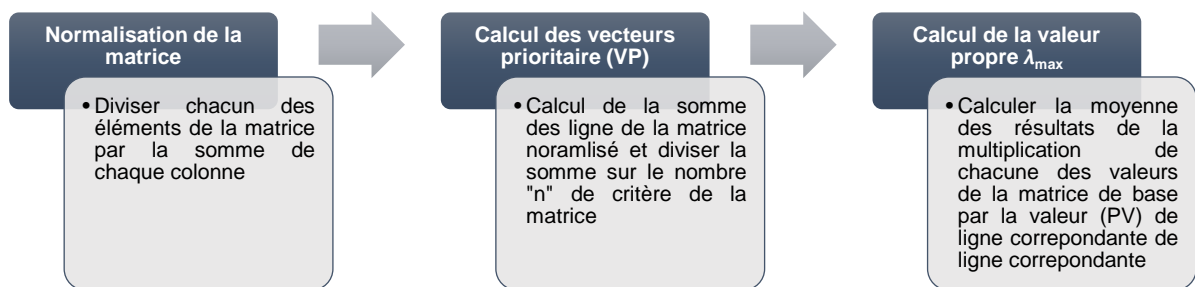 Normalisation de la
matrice
• Diviser chacun des
éléments de la matrice
par la somme de
chaque colonne
Calcul des vecteurs
prioritaire (VP)
• Calcul de la somme
des ligne de la matrice
noramlisé et diviser la
somme sur le nombre
"n" de critère de la
matrice
Calcul de la valeur
propre λmax
• Calculer la moyenne
des résultats de la
multiplication de
chacune des valeurs
de la matrice de base
par la valeur (PV) de
ligne correpondante de
ligne correpondante